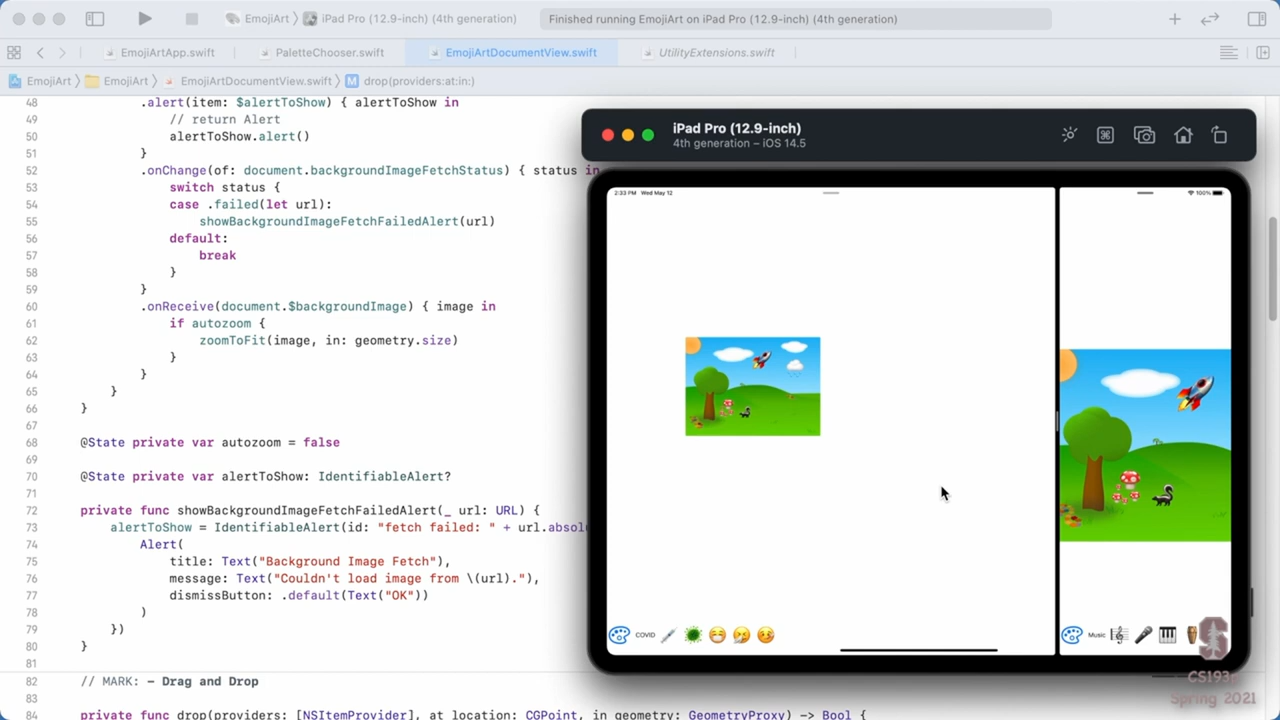 EmojiArt
iPad Pro (12.9-inch) (4th generation)
Finished running EmojiArt on iPad Pro (12.9-inch) (4th generation)
EmojiArtApp.swift
PaletteChooser.swift
EmojiArtDocumentView.swift
UtilityExtensions.swift
EmojiArt
EmojiArt
EmojiArtDocumentView.swift
M drop(providers:at:in:)
48 .alert(item: $alertToShow) { alertToShow in
49 // return Alert
50 alertToShow.alert()
51 }
52 .onChange(of: document.backgroundImageFetchStatus) { status in
53 switch status {
54 case .failed(let url):
55 showBackgroundImageFetchFailedAlert(url)
56 default:
57 break
58 }
59 }
60 .onReceive(document.$backgroundImage) { image in
61 if autozoom {
62 zoomToFit(image, in: geometry.size)
63 }
64 }
65 }
66 }
67
68 @State private var autozoom = false
69
70 @State private var alertToShow: IdentifiableAlert?
71
72 private func showBackgroundImageFetchFailedAlert(_ url: URL) {
73 alertToShow = IdentifiableAlert(id: "fetch failed: " + url.absol
74 Alert(
75 title: Text("Background Image Fetch"),
76 message: Text("Couldn't load image from \(url)."),
77 dismissButton: .default(Text("OK"))
78 )
79 })
80 }
81
82 // MARK: - Drag and Drop
83
84 private func drop(providers: [NSItemProvider], at location: CGPoint, in geometry: GeometryProxy) -> Bool {
iPad Pro (12.9-inch)
4th generation – iOS 14.5
2:33 PM Wed May 12
100%
COVID
Music
S
CS193p
Spring 2021